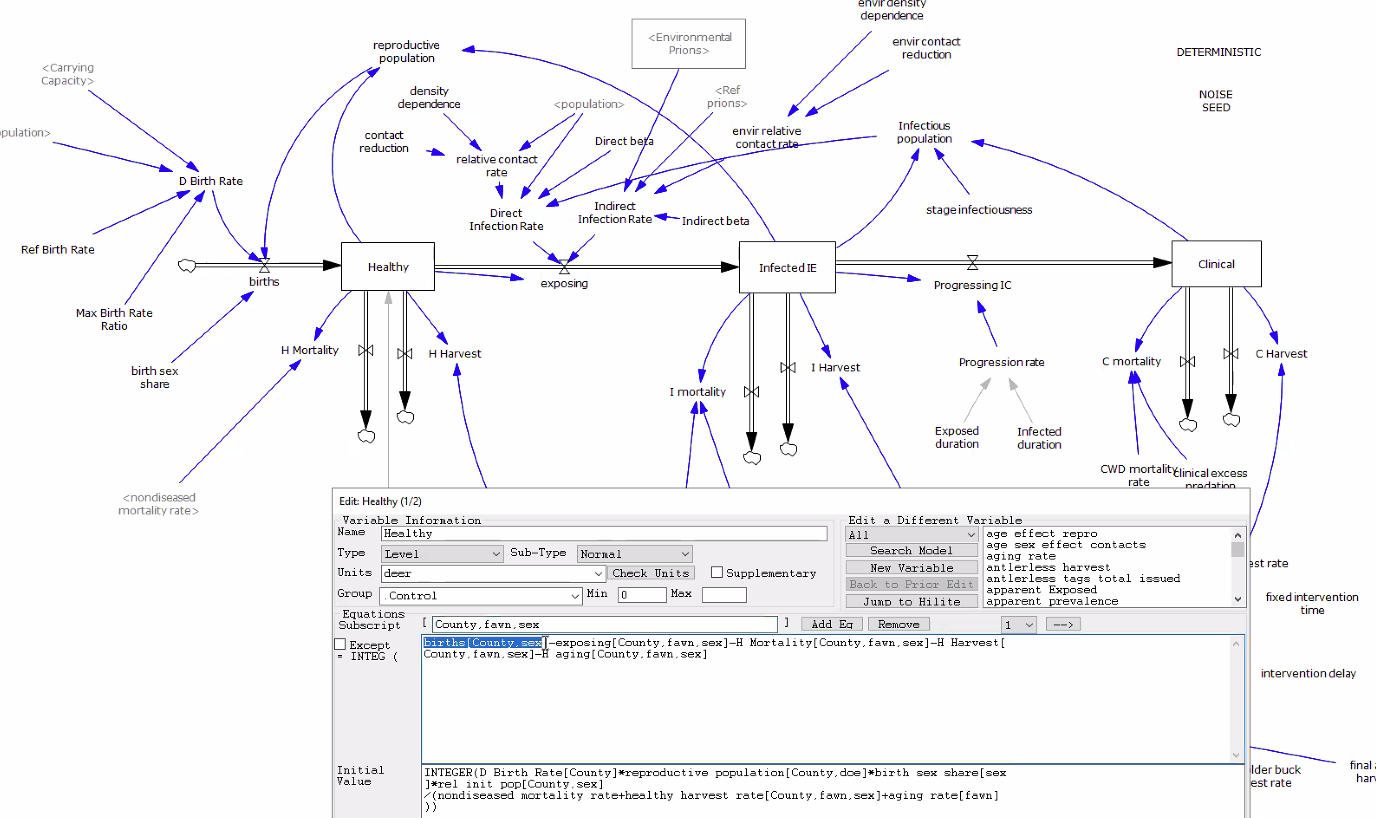 envir density
dependence
reproductive
population
<Environmental
Prions>
envir contact
reduction
DETERMINISTIC
<Carrying
Capacity>
density
dependence
<population>
<Ref
prions>
NOISE
SEED
opulation>
contact
reduction
Direct beta
envir relative
contact rate
Infectious
population
relative contact
rate
D Birth Rate
Direct
Infection Rate
Indirect
Infection Rate
Indirect beta
stage infectiousness
Ref Birth Rate
Healthy
Infected IE
Clinical
births
exposing
Progressing IC
Max Birth Rate
Ratio
H Mortality
H Harvest
birth sex
share
I Harvest
Progression rate
C mortality
C Harvest
I mortality
Exposed
duration
Infected
duration
CWD mortality
rate
clinical excess
predation
<nondiseased
mortality rate>
Edit: Healthy (1/2)
Variable Information
Edit a Different Variable
Name
Healthy
All
Type
Level
Sub-Type
Normal
Search Model
Units
deer
Check Units
Supplementary
New Variable
Back to Prior Edit
Group
.Control
Min
0
Max
Jump to Hilite
age effect repro
age sex effect contacts
aging rate
antlerless harvest
antlerless tags total issued
apparent Exposed
apparent prevalence
est rate
fixed intervention
time
Equations
Subscript
[
County,fawn,sex
]
Add Eq
Remove
1
-->
Except
= INTEG (
births[County,sex]-exposing[County,fawn,sex]-H Mortality[County,fawn,sex]-H Harvest[
County,fawn,sex]-H aging[County,fawn,sex]
intervention delay
Initial
Value
INTEGER(D Birth Rate[County]*reproductive population[County,doe]*birth sex share[sex
]*rel init pop[County,sex]
/(nondiseased mortality rate+healthy harvest rate[County,fawn,sex]+aging rate[fawn]
))
older buck
est rate
final a
harv